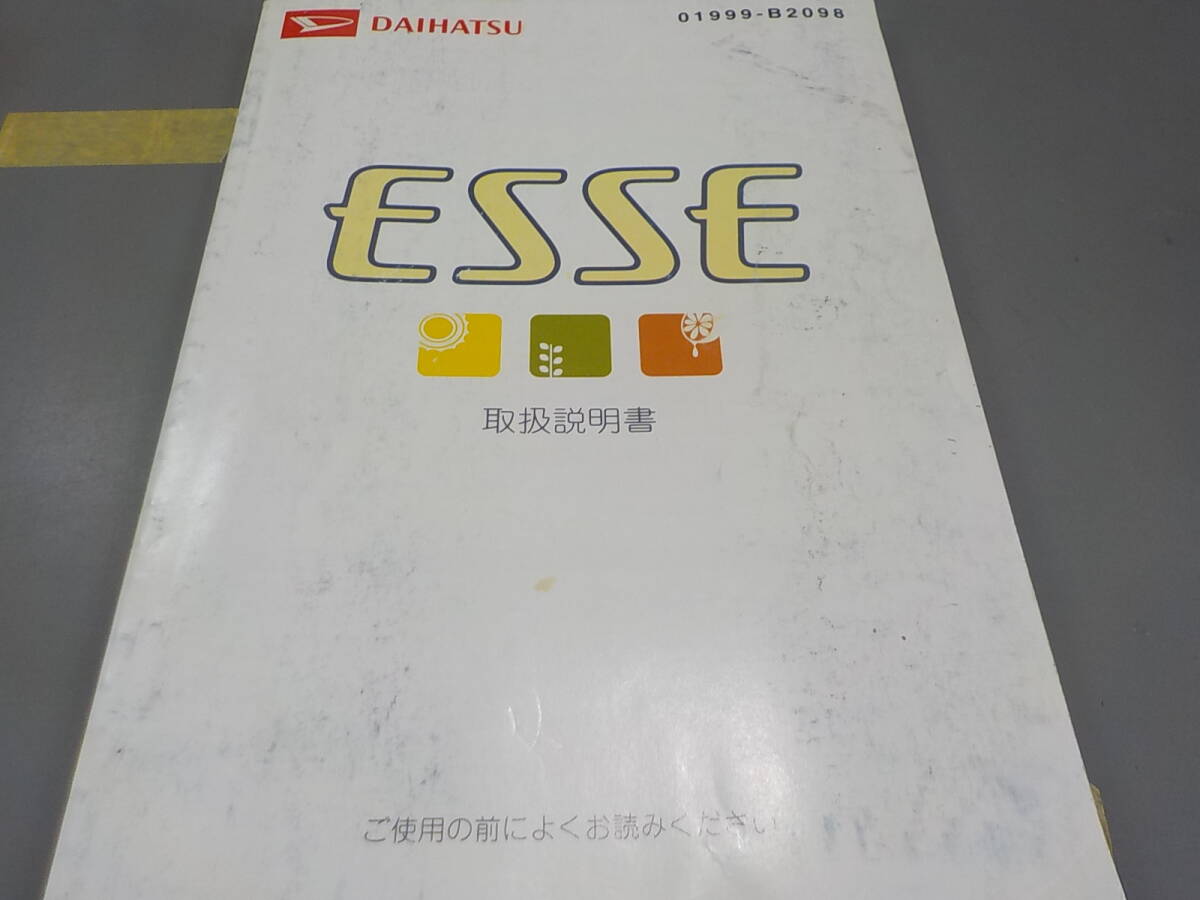 DAIHATSU
01999-B2098
ESSE
取扱説明書
ご使用の前によくお読みください